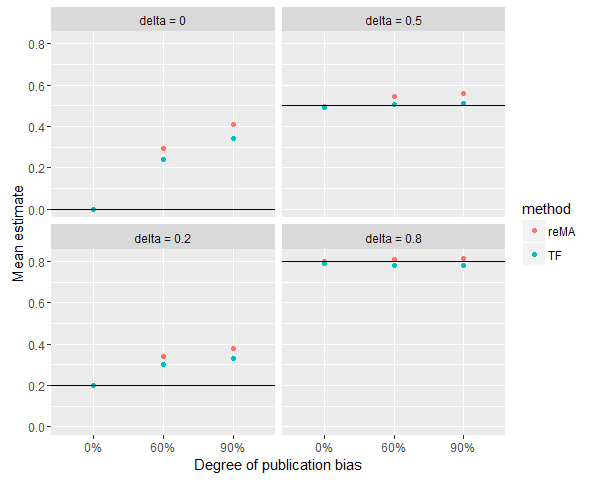 delta = 0
delta = 0.5
0.8
0.6
0.4
0.2
0.0
Mean estimate
delta = 0.2
delta = 0.8
0.8
0.6
0.4
0.2
0.0
0% 60% 90%
0% 60% 90%
Degree of publication bias
method
reMA
TF